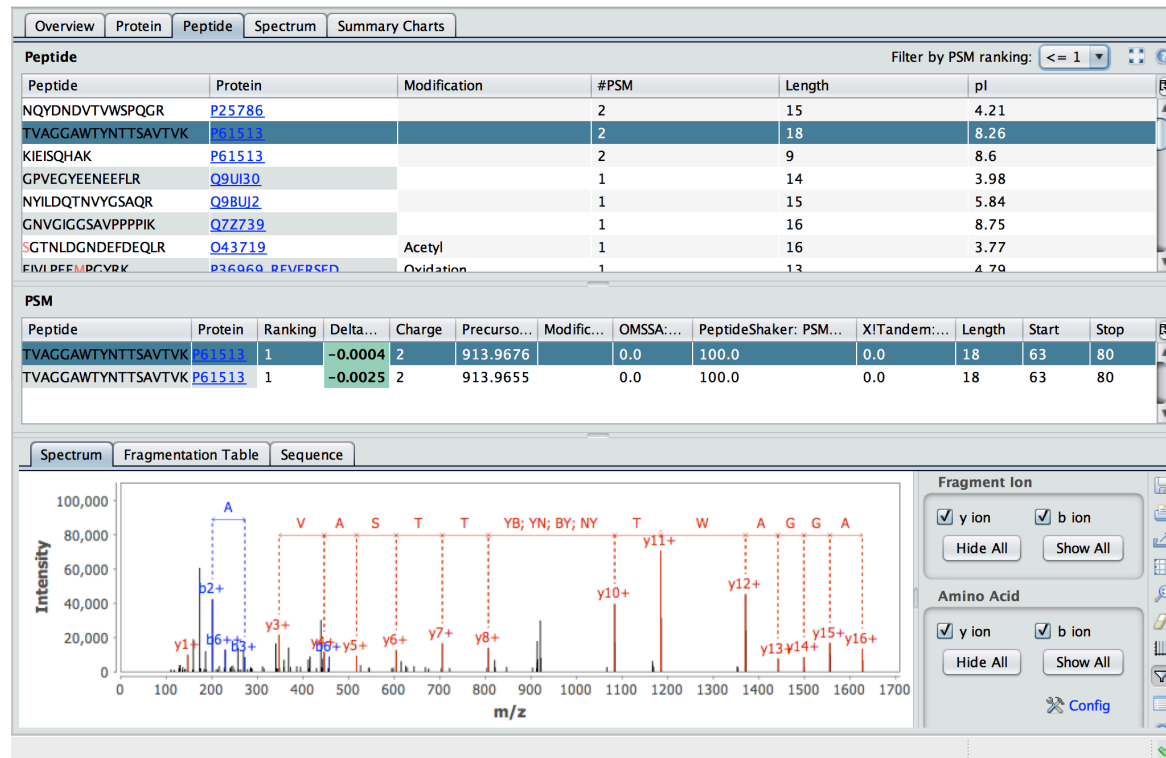 Overview Protein Peptide Spectrum Summary Charts
Peptide Filter by PSM ranking: <= 1
Peptide Protein Modification #PSM Length pI
NQYDNDVTVWSPQGR P25786 2 15 4.21
TVAGGAWTYNTTSAVTVK P61513 2 18 8.26
KIEISQHAK P61513 2 9 8.6
GPVEGYEENEEFLR Q9UI30 1 14 3.98
NYILDQTNVYGSAQR Q9BUJ2 1 15 5.84
GNVGIGGSAVPPPPIK Q7Z739 1 16 8.75
SGTNLDGNDEFDEQLR O43719 Acetyl 1 16 3.77
EIVLPEEMPGYRK P36969_REVERSED Oxidation 1 13 4.79
PSM
Peptide Protein Ranking Delta... Charge Precurso... Modific... OMSSA:... PeptideShaker: PSM... X!Tandem:... Length Start Stop
TVAGGAWTYNTTSAVTVK P61513 1 -0.0004 2 913.9676 0.0 100.0 0.0 18 63 80
TVAGGAWTYNTTSAVTVK P61513 1 -0.0025 2 913.9655 0.0 100.0 0.0 18 63 80
Spectrum Fragmentation Table Sequence
100,000
80,000
60,000
40,000
20,000
0
Intensity
A
V A S T T YB; YN; BY; NY T W A G G A
y1+ b2+ b6++ b3+ y3+ y4+ b6+ y5+ y6+ y7+ y8+ y10+ y11+ y12+ y13+ y14+ y15+ y16+
0 100 200 300 400 500 600 700 800 900 1000 1100 1200 1300 1400 1500 1600 1700
m/z
Fragment Ion
y ion b ion
Hide All Show All
Amino Acid
y ion b ion
Hide All Show All
Config